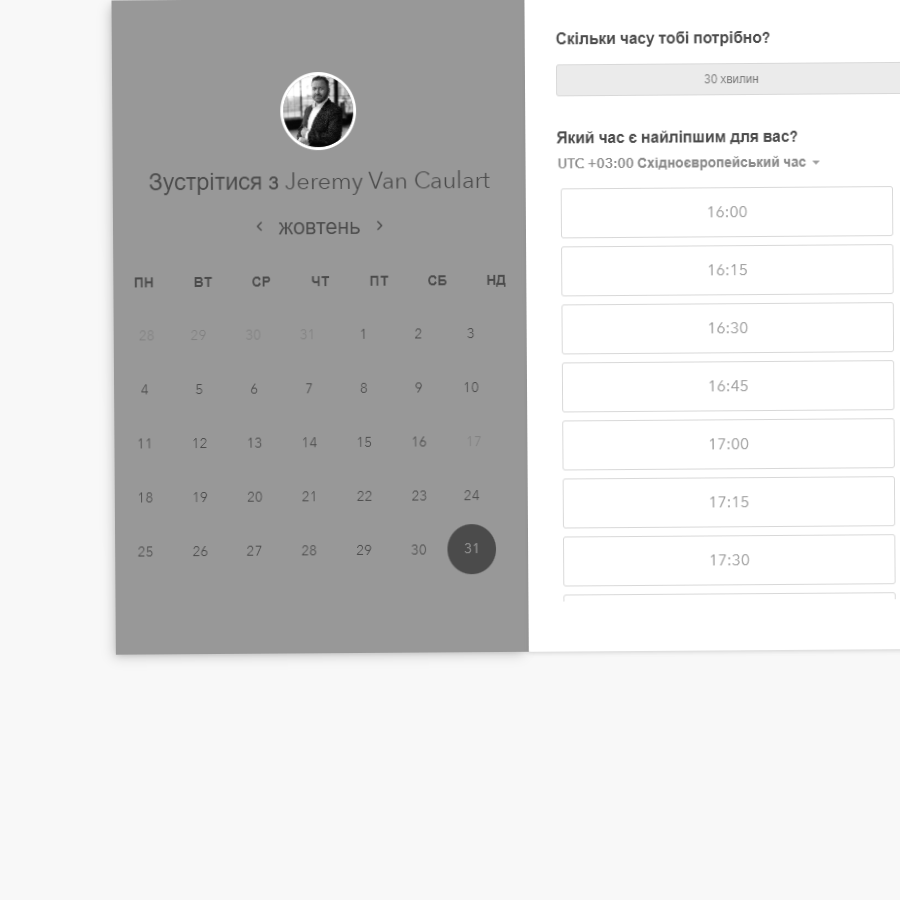 Зустрітися з Jeremy Van Caulart
жовтень
ПН ВТ СР ЧТ ПТ СБ НД
28 29 30 31 1 2 3
4 5 6 7 8 9 10
11 12 13 14 15 16 17
18 19 20 21 22 23 24
25 26 27 28 29 30 31
Скільки часу тобі потрібно?
30 хвилин
Який час є найліпшим для вас?
UTC +03:00 Східноєвропейський час
16:00
16:15
16:30
16:45
17:00
17:15
17:30